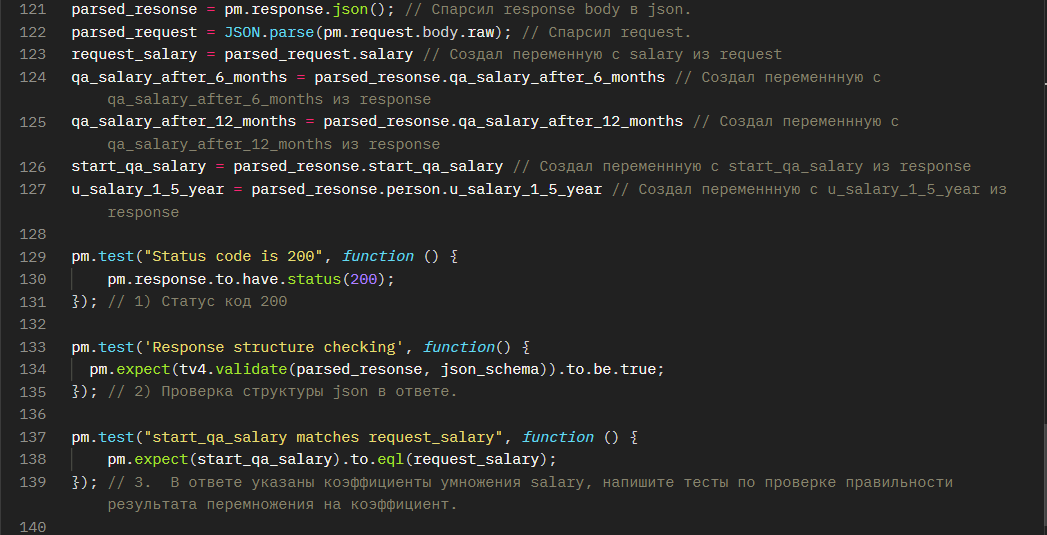 121 parsed_resonse = pm.response.json(); // Спарсил response body в json.
122 parsed_request = JSON.parse(pm.request.body.raw); // Спарсил request.
123 request_salary = parsed_request.salary // Создал переменную с salary из request
124 qa_salary_after_6_months = parsed_resonse.qa_salary_after_6_months // Создал переменнную с
qa_salary_after_6_months из response
125 qa_salary_after_12_months = parsed_resonse.qa_salary_after_12_months // Создал переменнную с
qa_salary_after_12_months из response
126 start_qa_salary = parsed_resonse.start_qa_salary // Создал переменнную с start_qa_salary из response
127 u_salary_1_5_year = parsed_resonse.person.u_salary_1_5_year // Создал переменнную с u_salary_1_5_year из
response
128
129 pm.test("Status code is 200", function () {
130 pm.response.to.have.status(200);
131 }); // 1) Статус код 200
132
133 pm.test('Response structure checking', function() {
134 pm.expect(tv4.validate(parsed_resonse, json_schema)).to.be.true;
135 }); // 2) Проверка структуры json в ответе.
136
137 pm.test("start_qa_salary matches request_salary", function () {
138 pm.expect(start_qa_salary).to.eql(request_salary);
139 }); // 3.  В ответе указаны коэффициенты умножения salary, напишите тесты по проверке правильности
результата перемножения на коэффициент.
140